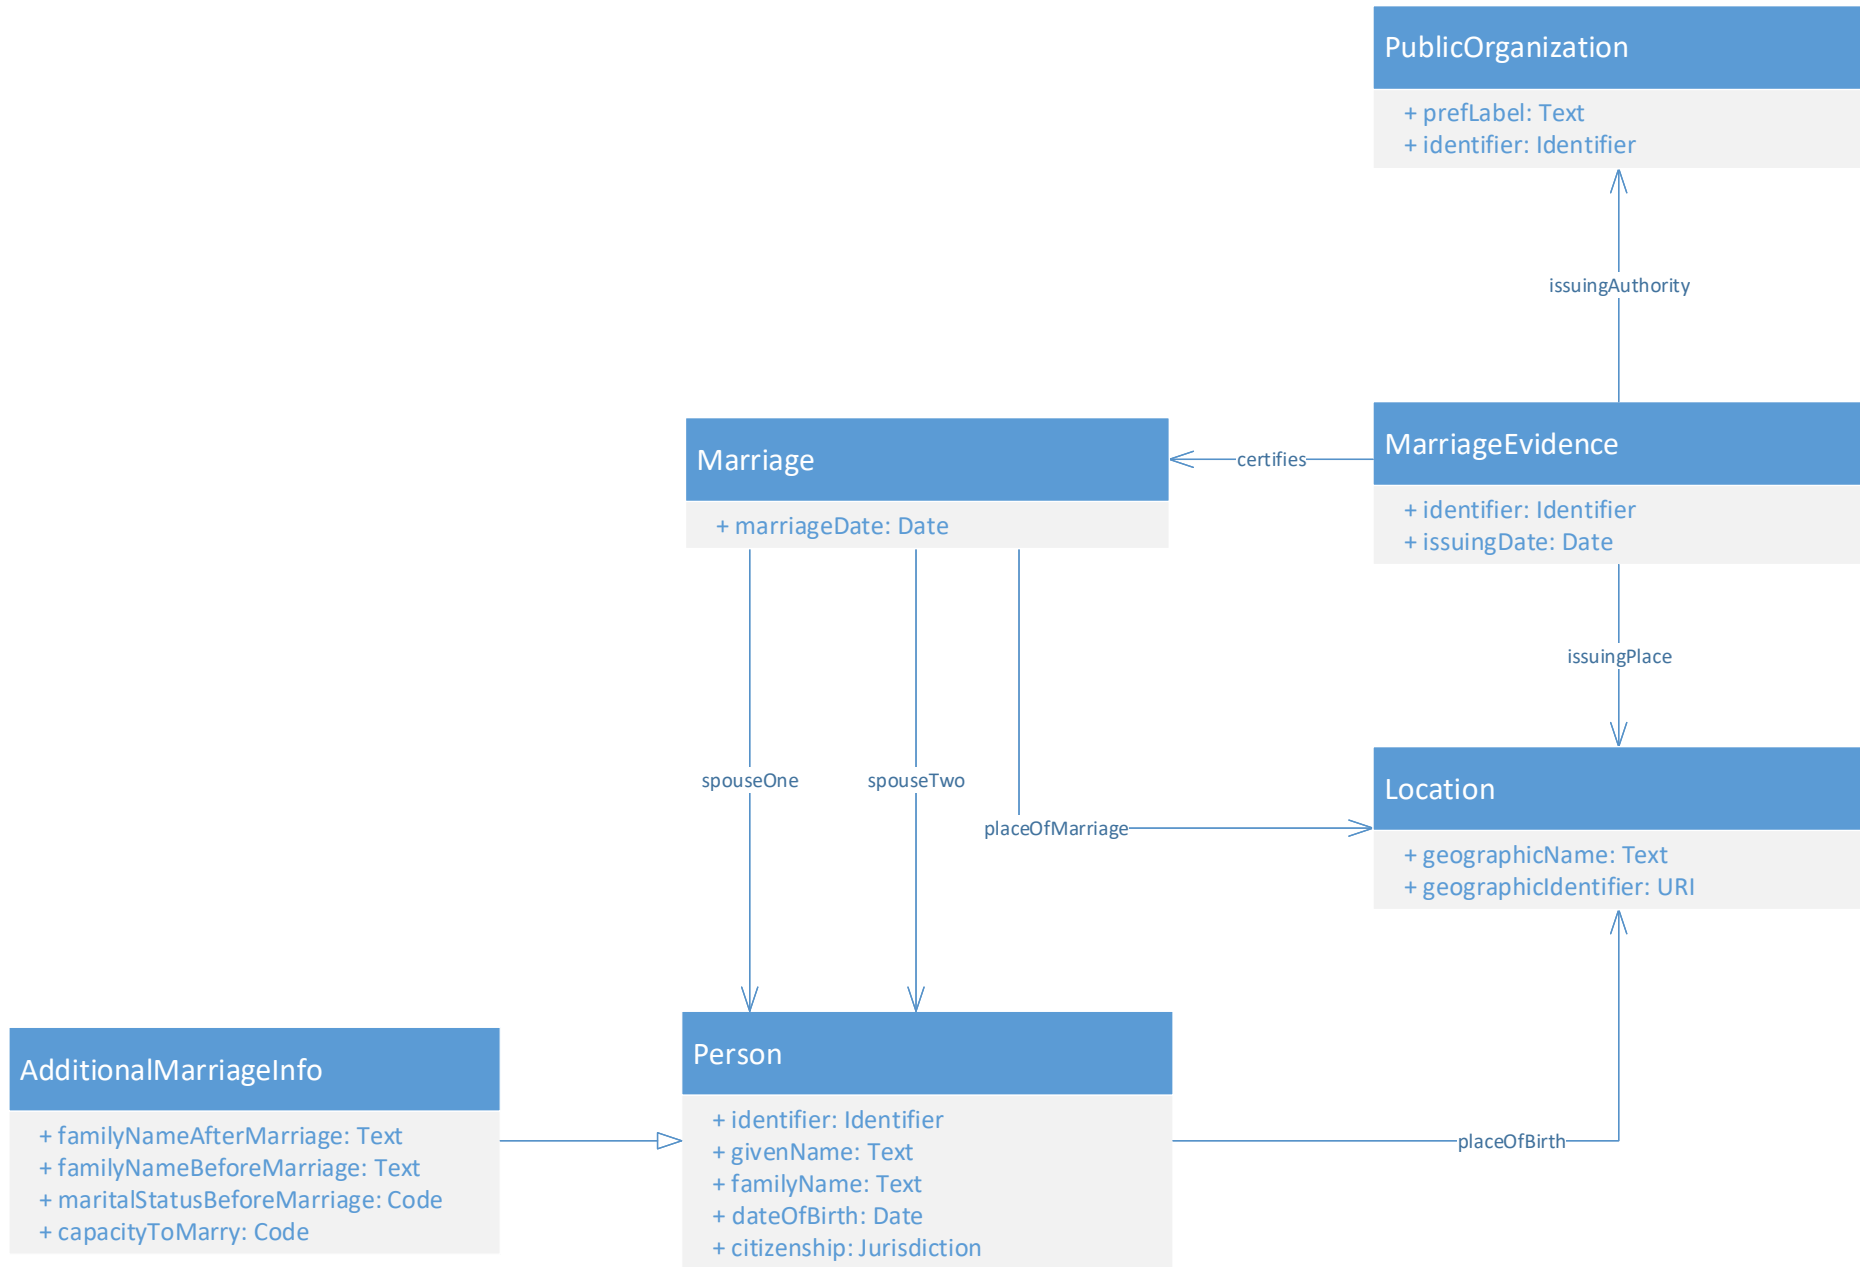 PublicOrganization
+ prefLabel: Text
+ identifier: Identifier
issuingAuthority
Marriage
+ marriageDate: Date
certifies
MarriageEvidence
+ identifier: Identifier
+ issuingDate: Date
issuingPlace
spouseOne
spouseTwo
placeOfMarriage
Location
+ geographicName: Text
+ geographicIdentifier: URI
AdditionalMarriageInfo
+ familyNameAfterMarriage: Text
+ familyNameBeforeMarriage: Text
+ maritalStatusBeforeMarriage: Code
+ capacityToMarry: Code
Person
+ identifier: Identifier
+ givenName: Text
+ familyName: Text
+ dateOfBirth: Date
+ citizenship: Jurisdiction
placeOfBirth